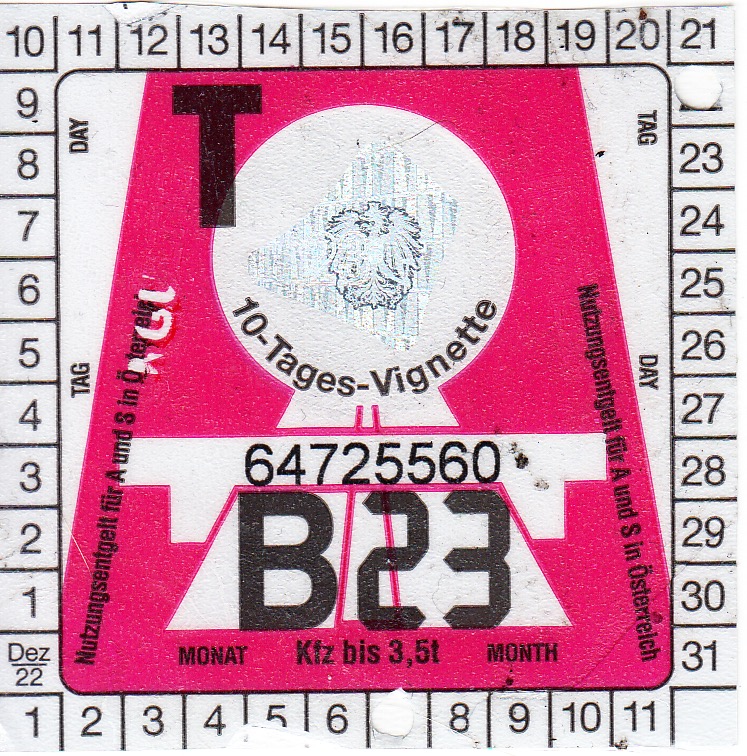 10 11 12 13 14 15 16 17 18 19 20 21
9
8
7
6
5
4
3
2
1
Dez
22
23
24
25
26
27
28
29
30
31
1 2 3 4 5 6 8 9 10 11
DAY
TAG
T
TAG
DAY
10-Tages-Vignette
Nutzungsentgelt für A und S in
Nutzungsentgelt für A und S in Österreich
64725560
B23
MONAT Kfz bis 3,5t MONTH